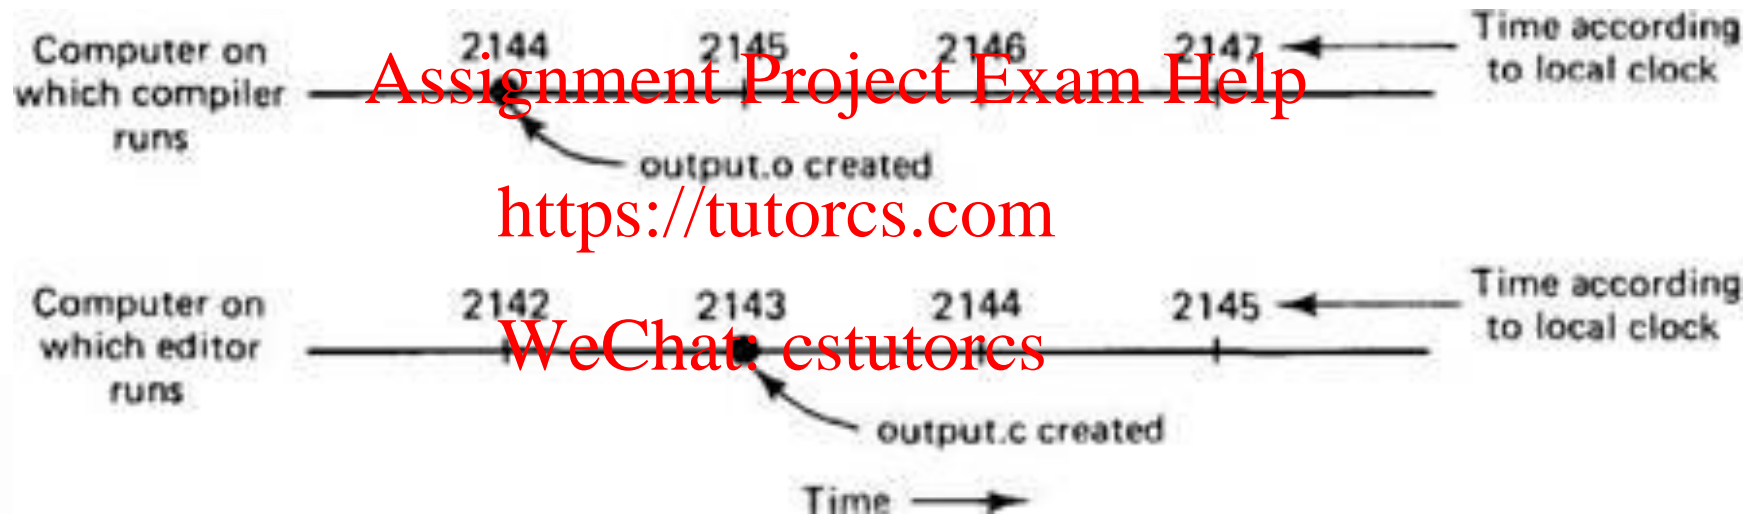 Computer on
which compiler
runs
2144 2145 2146 2147
Time according
to local clock
Assignment Project Exam Help
output.o created
https://tutorcs.com
Computer on
which editor
runs
2142 2143 2144 2145
Time according
to local clock
WeChat: cstutorcs
output.c created
Time